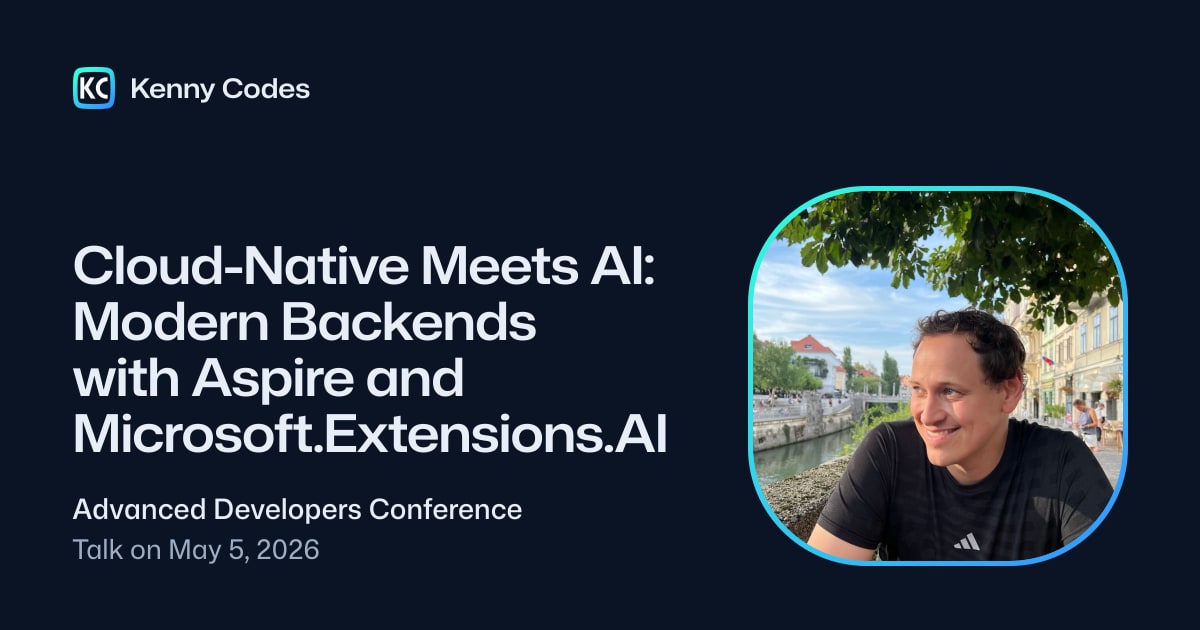 KC Kenny Codes
Cloud-Native Meets AI:
Modern Backends
with Aspire and
Microsoft.Extensions.AI
Advanced Developers Conference
Talk on May 5, 2026